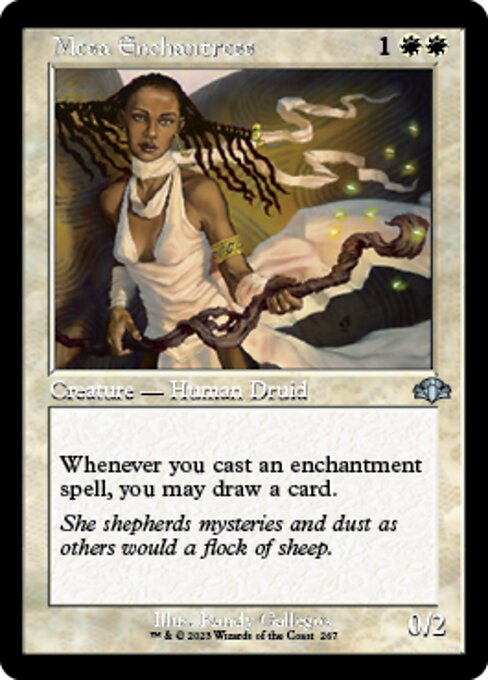 Mesa Enchantress 1
Creature — Human Druid
Whenever you cast an enchantment
spell, you may draw a card.
She shepherds mysteries and dust as
others would a flock of sheep.
Illus. Randy Gallegos
™ & © 2023 Wizards of the Coast 267
0/2